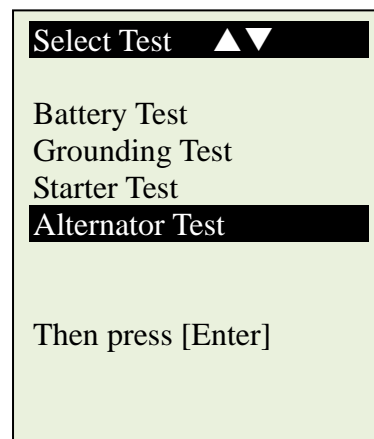 Select Test ▲▼
Battery Test
Grounding Test
Starter Test
Alternator Test
Then press [Enter]